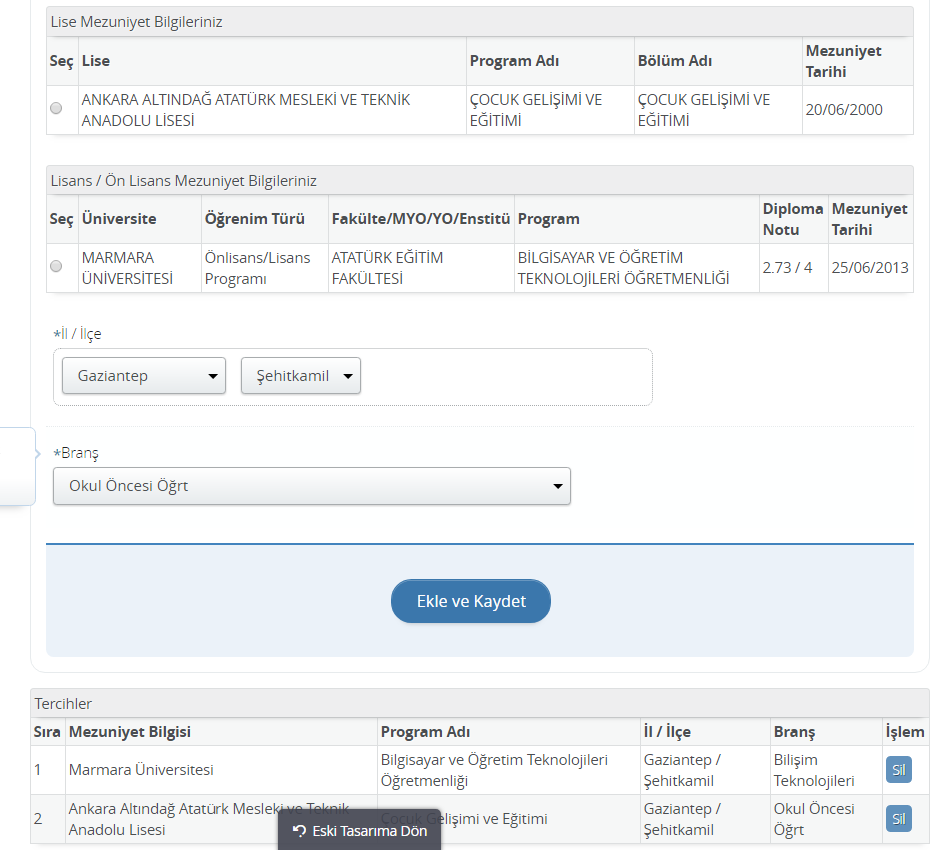 Lise Mezuniyet Bilgileriniz
Seç Lise Program Adı Bölüm Adı Mezuniyet Tarihi
ANKARA ALTINDAĞ ATATÜRK MESLEKİ VE TEKNİK
ANADOLU LİSESİ
ÇOCUK GELİŞİMİ VE
EĞİTİMİ
ÇOCUK GELİŞİMİ VE
EĞİTİMİ
20/06/2000
Lisans / Ön Lisans Mezuniyet Bilgileriniz
Seç Üniversite Öğrenim Türü Fakülte/MYO/YO/Enstitü Program Diploma Notu Mezuniyet Tarihi
MARMARA
ÜNİVERSİTESİ
Önlisans/Lisans
Programı
ATATÜRK EĞİTİM
FAKÜLTESİ
BİLGİSAYAR VE ÖĞRETİM
TEKNOLOJİLERİ ÖĞRETMENLİĞİ
2.73 / 4
25/06/2013
*İl / İlçe
Gaziantep Şehitkamil
*Branş
Okul Öncesi Öğrt
Ekle ve Kaydet
Tercihler
Sıra Mezuniyet Bilgisi Program Adı İl / İlçe Branş İşlem
1
Marmara Üniversitesi
Bilgisayar ve Öğretim Teknolojileri
Öğretmenliği
Gaziantep /
Şehitkamil
Bilişim
Teknolojileri
Sil
2
Ankara Altındağ Atatürk Mesleki ve Teknik
Anadolu Lisesi
Çocuk Gelişimi ve Eğitimi
Gaziantep /
Şehitkamil
Okul Öncesi
Öğrt
Sil
Eski Tasarıma Dön